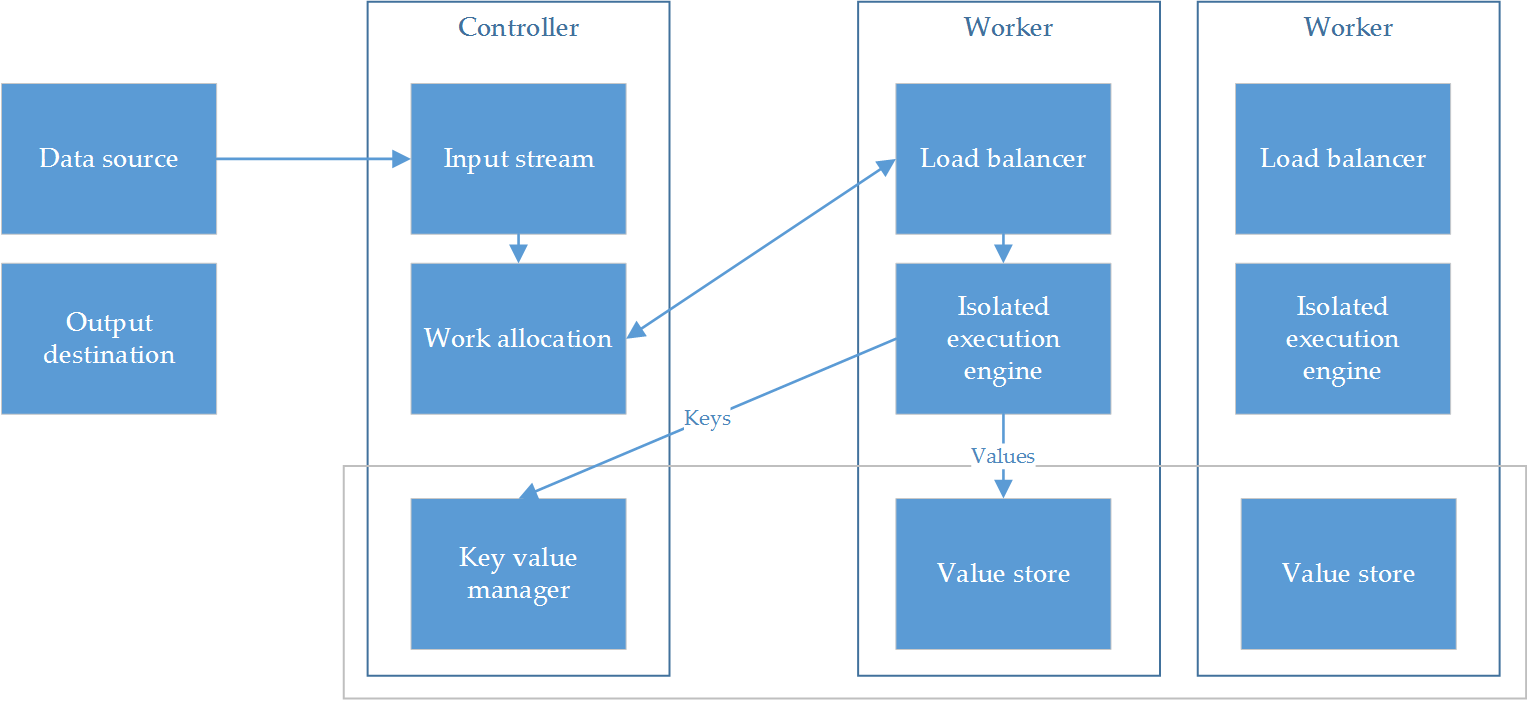 Controller
Worker
Worker
Data source
Input stream
Load balancer
Load balancer
Output
destination
Work allocation
Isolated
execution
engine
Isolated
execution
engine
Keys
Values
Key value
manager
Value store
Value store